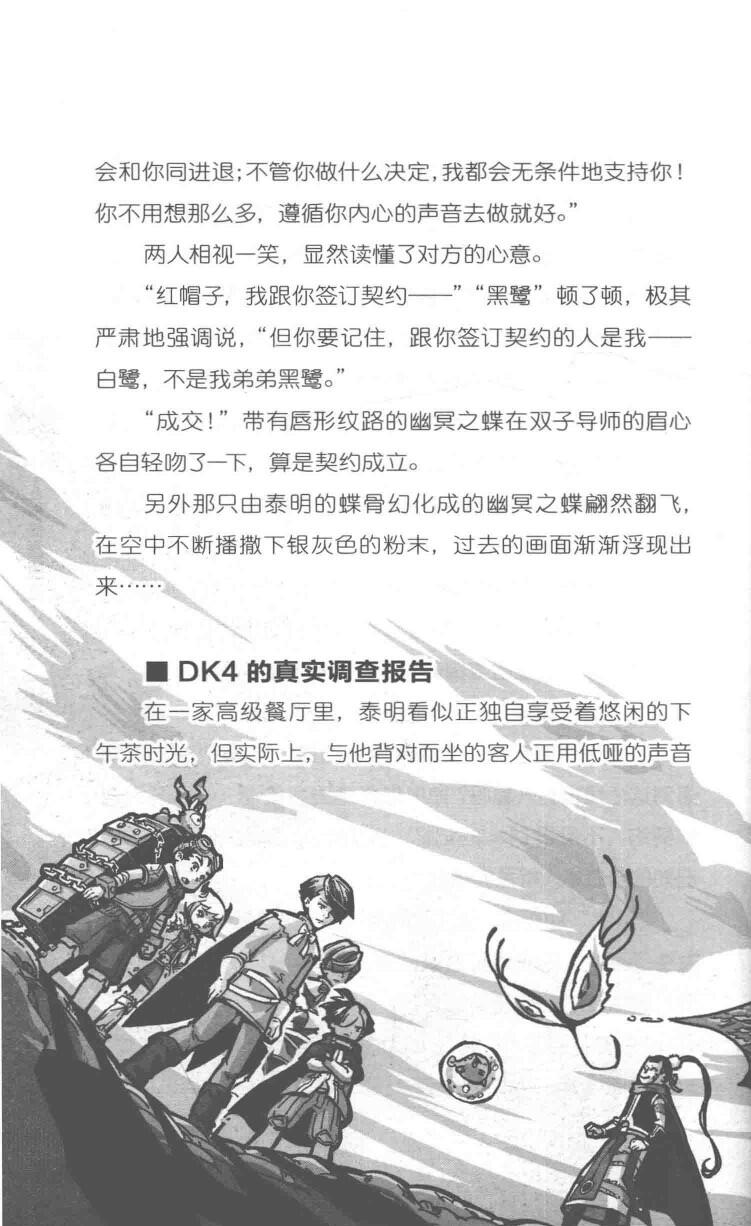 会和你同进退;不管你做什么决定,我都会无条件地支持你!
你不用想那么多，遵循你内心的声音去做就好。”
两人相视一笑，显然读懂了对方的心意。
“红帽子，我跟你签订契约——”“黑鹭”顿了顿，极其
严肃地强调说，“但你要记住，跟你签订契约的人是我——
白鹭，不是我弟弟黑鹭。”
“成交！”带有唇形纹路的幽冥之蝶在双子导师的眉心
各自轻吻了一下，算是契约成立。
另外那只由泰明的蝶骨幻化成的幽冥之蝶翩然翻飞，
在空中不断播撒下银灰色的粉末，过去的画面渐渐浮现出
来……
■ DK4 的真实调查报告
在一家高级餐厅里，泰明看似正独自享受着悠闲的下
午茶时光，但实际上，与他背对而坐的客人正用低哑的声音